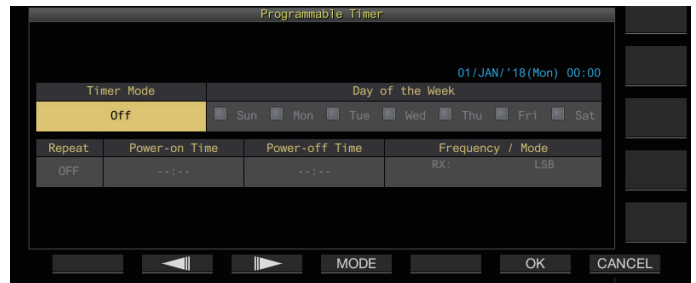 Programmable Timer
01/JAN/'18(Mon) 00:00
Timer Mode Day of the Week
Off Sun Mon Tue Wed Thu Fri Sat
Repeat Power-on Time Power-off Time Frequency / Mode
OFF --:-- --:-- RX: LSB
MODE OK CANCEL